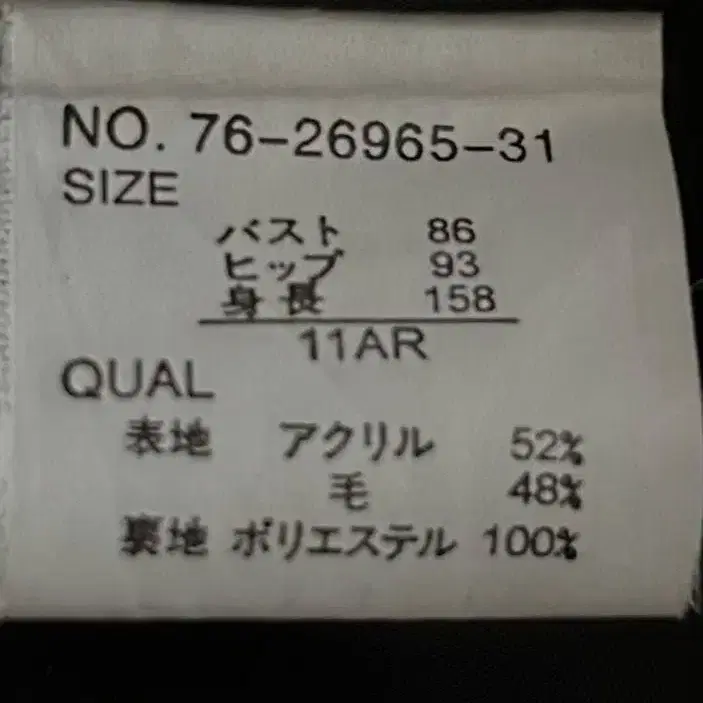 NO. 76-26965-31
SIZE
バスト 86
ヒップ 93
身長 158
11AR
QUAL
表地 アクリル 52%
毛 48%
裏地 ポリエステル 100%